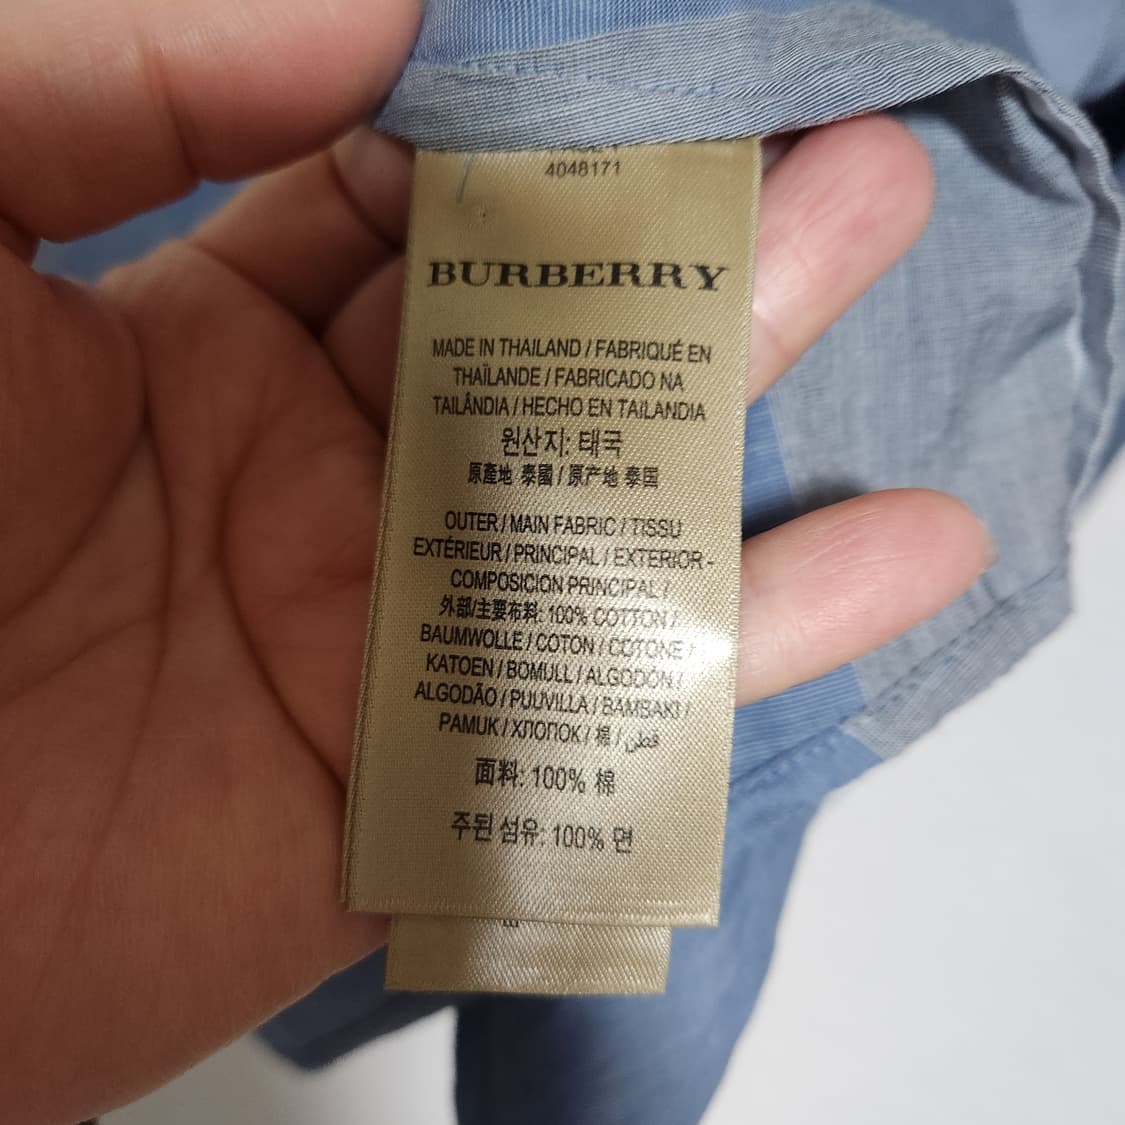 4048171
BURBERRY
MADE IN THAILAND / FABRIQUÉ EN
THAÏLANDE / FABRICADO NA
TAILÂNDIA / HECHO EN TAILANDIA
원산지: 태국
原產地 泰國 / 原产地 泰国
OUTER / MAIN FABRIC / TISSU
EXTÉRIEUR / PRINCIPAL / EXTERIOR -
COMPOSICION PRINCIPAL /
外部/主要布料: 100% COTTON /
BAUMWOLLE / COTON / COTONE /
KATOEN / BOMULL / ALGODÓN /
ALGODÃO / PUUVILLA / BAMBAKI /
PAMUK / ХЛОПОК / 棉 / قطن
面料: 100% 棉
주된 섬유: 100% 면